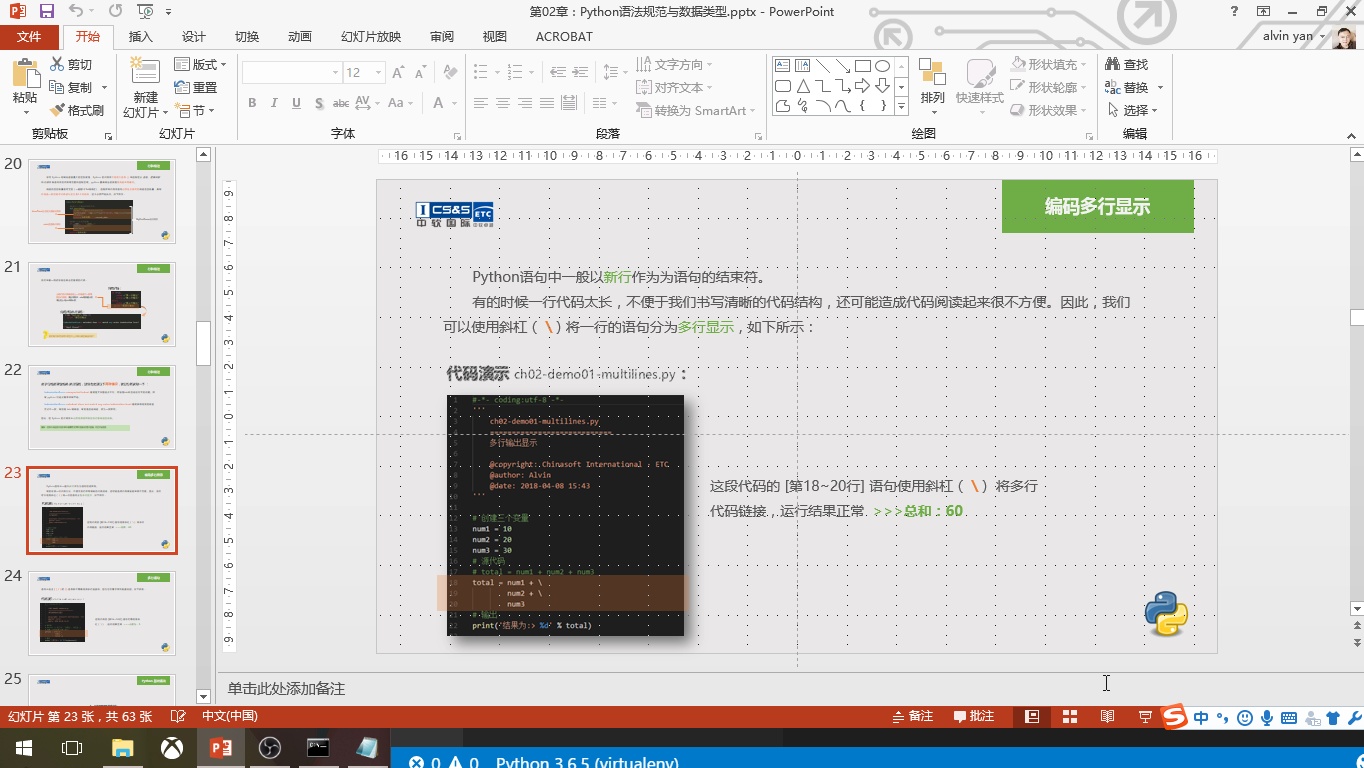 第02章：Python语法规范与数据类型.pptx - PowerPoint
文件 开始 插入 设计 切换 动画 幻灯片放映 审阅 视图 ACROBAT
alvin yan
粘贴
剪切
复制
格式刷
剪贴板
新建
幻灯片
版式
重置
节
幻灯片
12
B I U S abc AV Aa A
字体
文字方向
对齐文本
转换为 SmartArt
段落
排列
快速样式
形状填充
形状轮廓
形状效果
绘图
查找
替换
选择
编辑
20
21
22
23
24
25
编码多行显示
CS&S ETC
中软国际
Python语句中一般以新行作为为语句的结束符。
有的时候一行代码太长，不便于我们书写清晰的代码结构，还可能造成代码阅读起来很不方便。因此，我们
可以使用斜杠（ \ ）将一行的语句分为多行显示，如下所示：
代码演示 ch02-demo01-multilines.py：
#-*- coding:utf-8 -*-
'''
ch02-demo01-multilines.py
多行输出显示
@copyright: Chinasoft International . ETC
@author: Alvin
@date: 2018-04-08 15:43
'''
# 创建三个变量
num1 = 10
num2 = 20
num3 = 30
# 源代码
# total = num1 + num2 + num3
total = num1 + \
num2 + \
num3
# 输出
print('结果为:> %d' % total)
这段代码的 [第18~20行] 语句使用斜杠（ \ ）将多行
代码链接，运行结果正常. >>>总和：60
单击此处添加备注
幻灯片 第 23 张，共 63 张 中文(中国) 备注 批注
中
0 0 Python 3.6.5 (virtualenv)